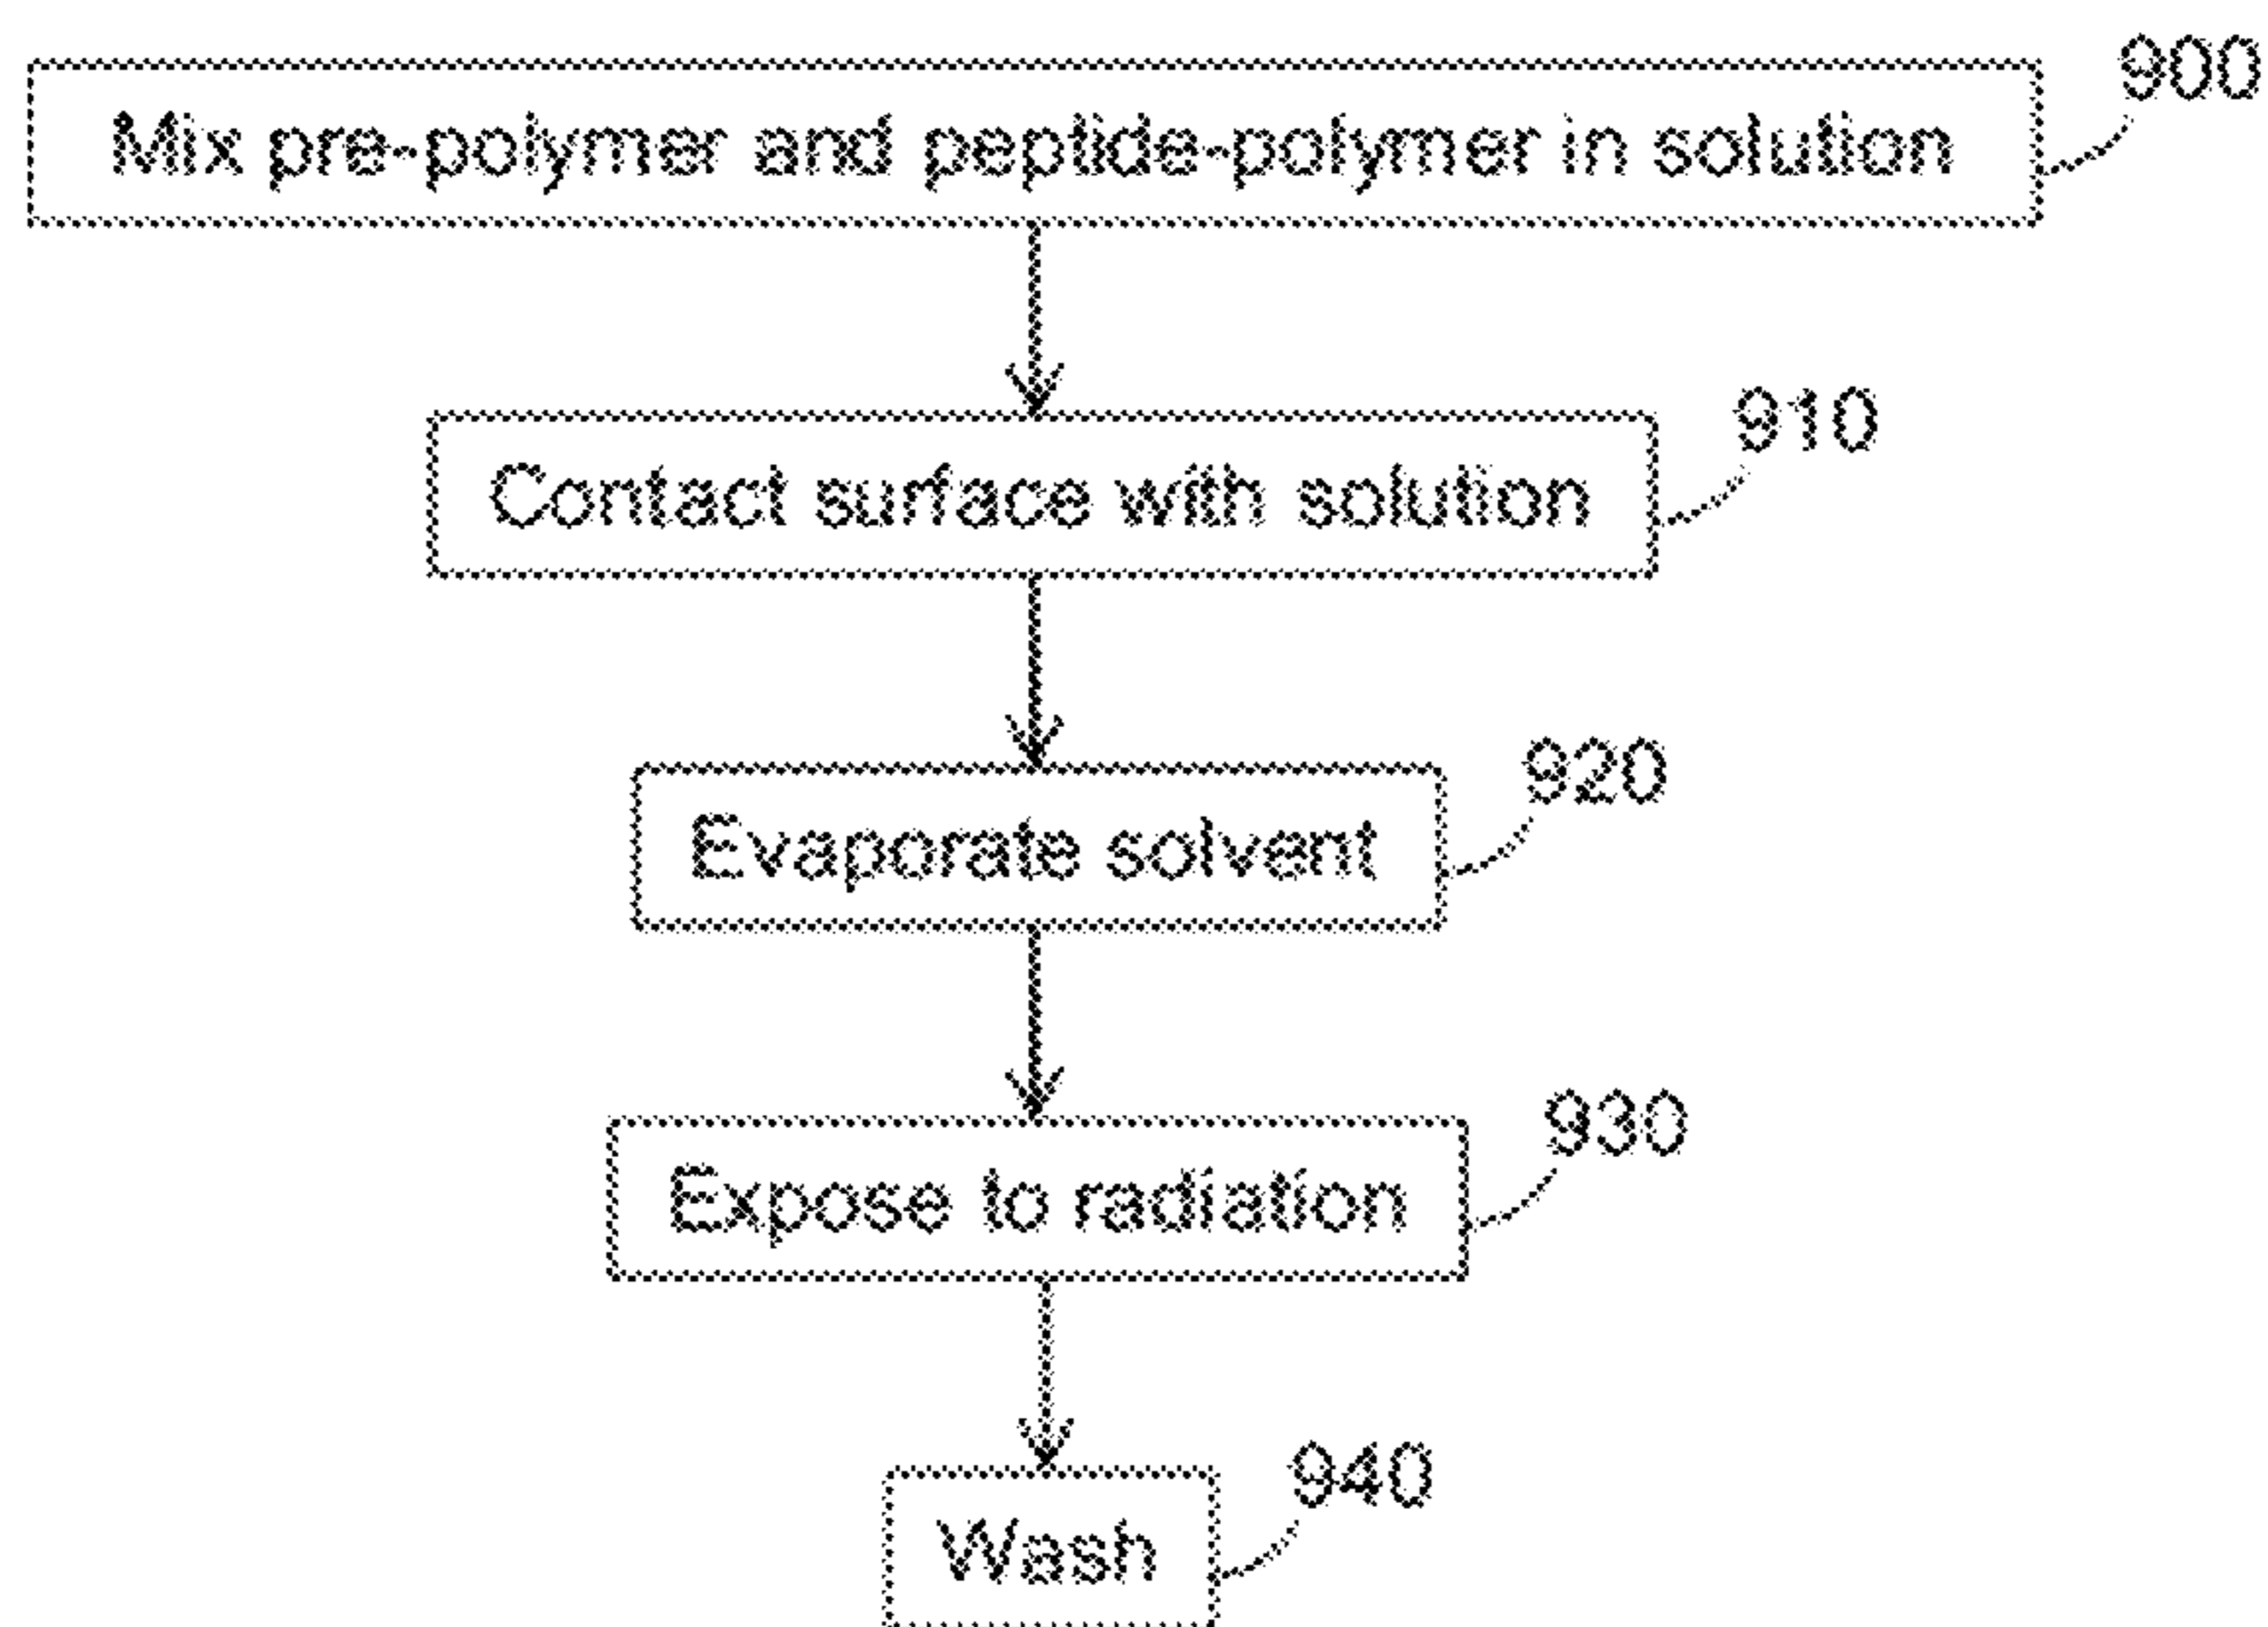 900
Mix pre-polymer and peptide-polymer in solution
910
Contact surface with solution
920
Evaporate solvent
930
Expose to radiation
940
Wash